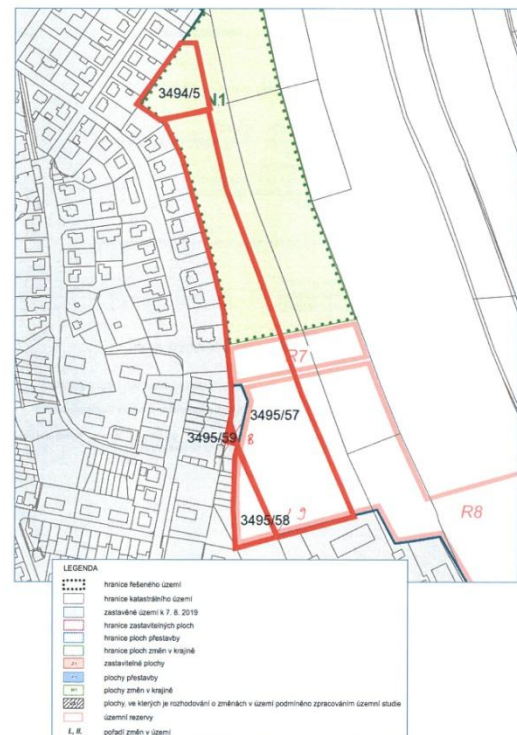 3494/5
N1
R7
3495/57
3495/59
8
3495/58
R8
LEGENDA
hranice řešeného území
hranice katastrálního území
zastavěné území k 7. 8. 2019
hranice zastavitelných ploch
hranice ploch přestavby
hranice ploch změn v krajině
zastavitelné plochy
plochy přestavby
plochy změn v krajině
plochy, ve kterých je rozhodování o změnách v území podmíněno zpracováním územní studie
územní rezervy
I., II. pořadí změn v území